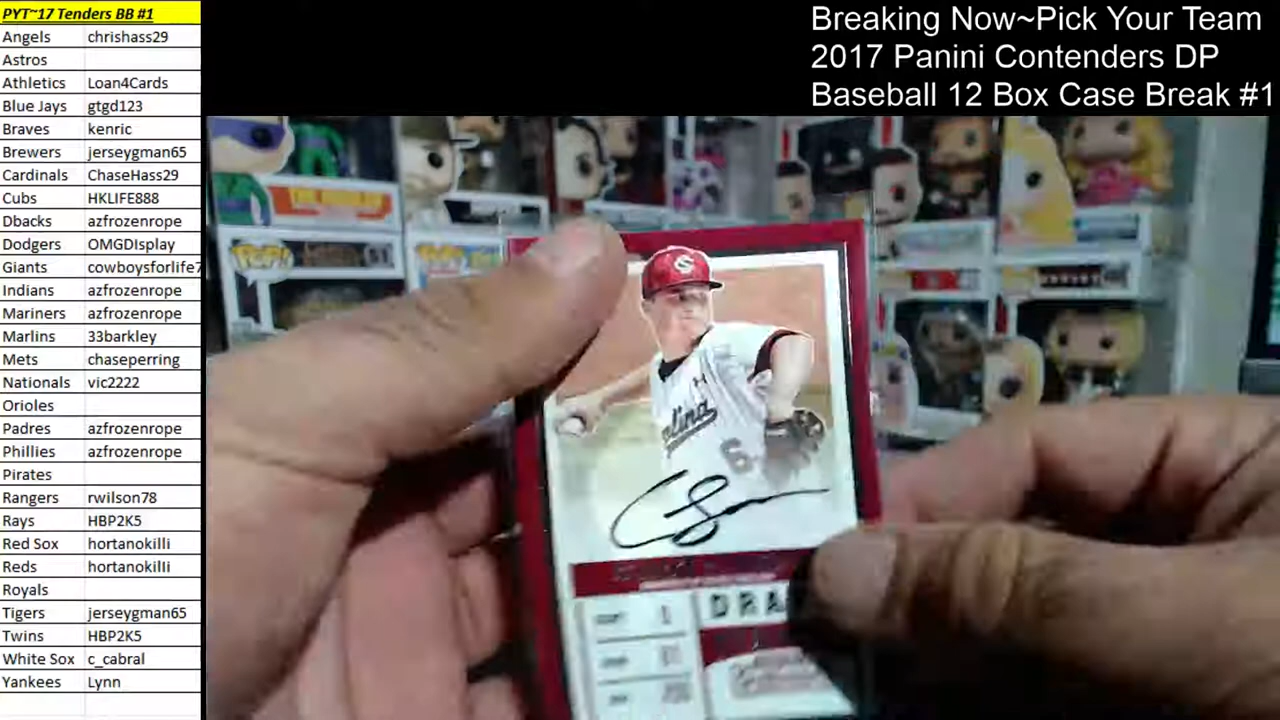 PYT~17 Tenders BB #1
Angels chrishass29
Astros
Athletics Loan4Cards
Blue Jays gtgd123
Braves kenric
Brewers jerseygman65
Cardinals ChaseHass29
Cubs HKLIFE888
Dbacks azfrozenrope
Dodgers OMGDIsplay
Giants cowboysforlife7
Indians azfrozenrope
Mariners azfrozenrope
Marlins 33barkley
Mets chaseperring
Nationals vic2222
Orioles
Padres azfrozenrope
Phillies azfrozenrope
Pirates
Rangers rwilson78
Rays HBP2K5
Red Sox hortanokilli
Reds hortanokilli
Royals
Tigers jerseygman65
Twins HBP2K5
White Sox c_cabral
Yankees Lynn
Breaking Now~Pick Your Team
2017 Panini Contenders DP
Baseball 12 Box Case Break #1
POP!
olina
6
DRA